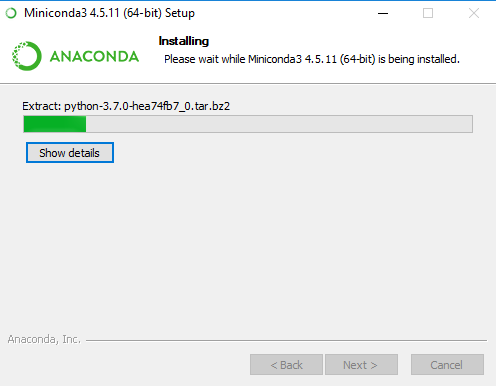 Miniconda3 4.5.11 (64-bit) Setup
ANACONDA
Installing
Please wait while Miniconda3 4.5.11 (64-bit) is being installed.
Extract: python-3.7.0-hea74fb7_0.tar.bz2
Show details
Anaconda, Inc.
< Back Next > Cancel